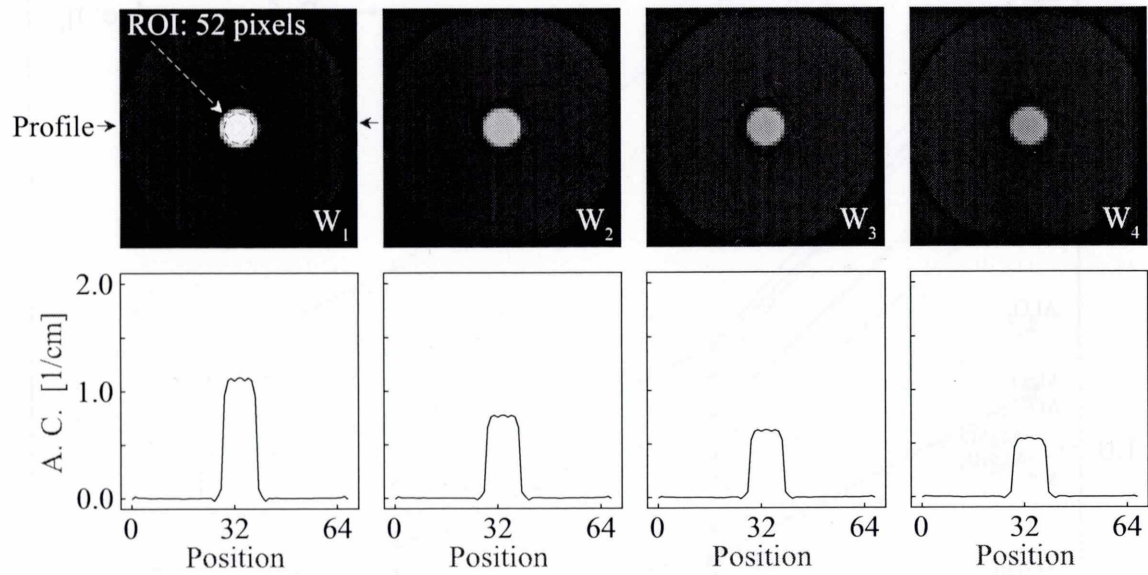 ROI: 52 pixels
Profile
W1
W2
W3
W4
A. C. [1/cm]
2.0
1.0
0.0
0 32 64
0 32 64
0 32 64
0 32 64
Position
Position
Position
Position